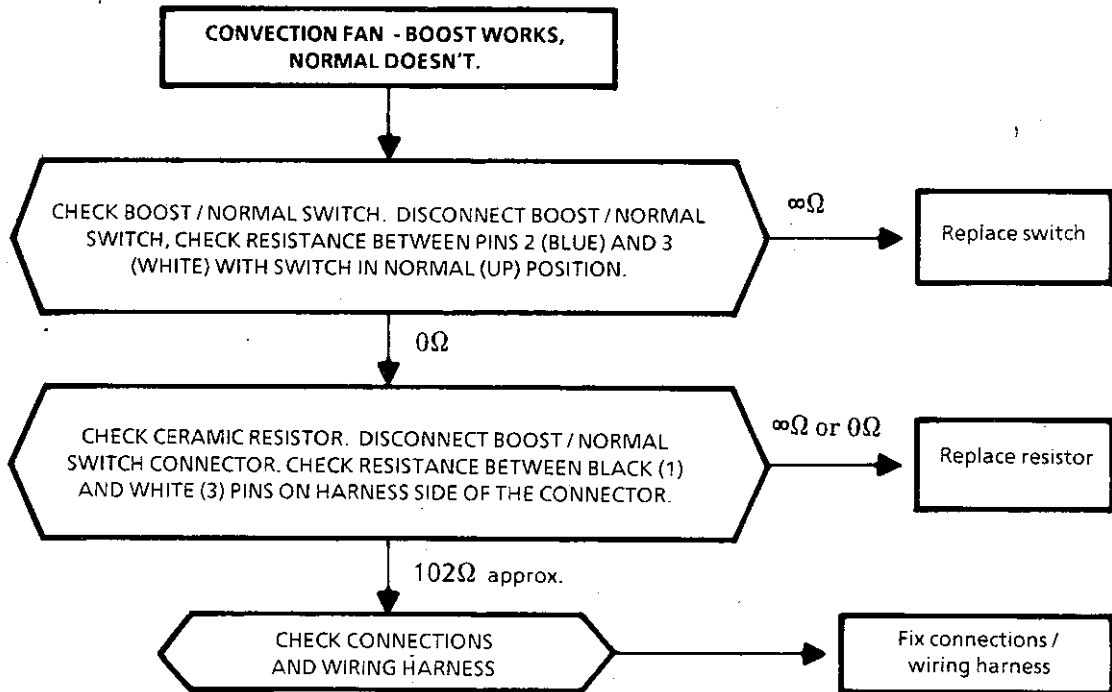 CONVECTION FAN - BOOST WORKS,
NORMAL DOESN'T.
CHECK BOOST / NORMAL SWITCH. DISCONNECT BOOST / NORMAL
SWITCH, CHECK RESISTANCE BETWEEN PINS 2 (BLUE) AND 3
(WHITE) WITH SWITCH IN NORMAL (UP) POSITION.
∞Ω
Replace switch
0Ω
CHECK CERAMIC RESISTOR. DISCONNECT BOOST / NORMAL
SWITCH CONNECTOR. CHECK RESISTANCE BETWEEN BLACK (1)
AND WHITE (3) PINS ON HARNESS SIDE OF THE CONNECTOR.
∞Ω or 0Ω
Replace resistor
102Ω approx.
CHECK CONNECTIONS
AND WIRING HARNESS
Fix connections /
wiring harness